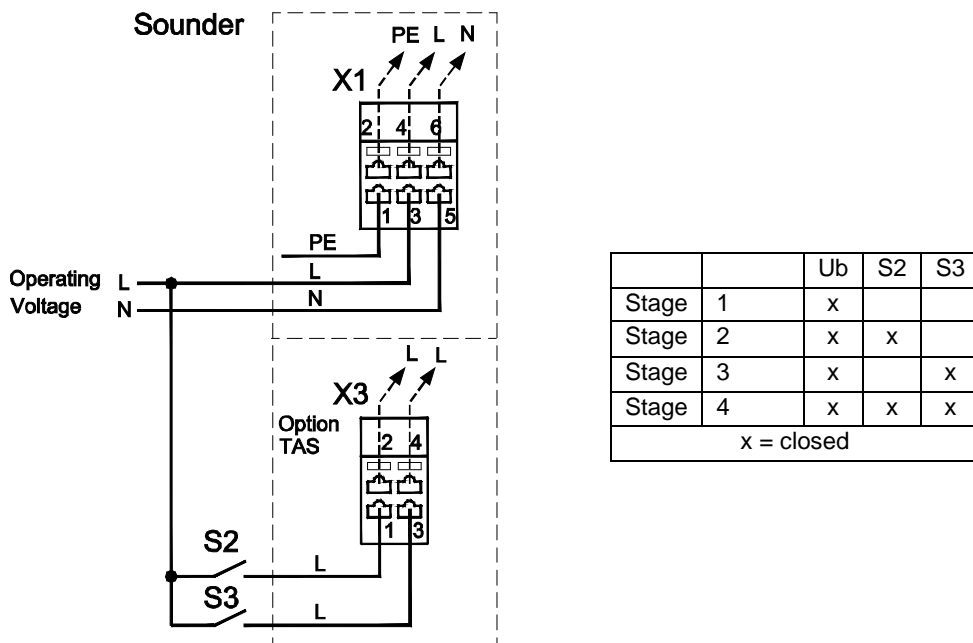 Sounder
PE L N
X1
2 4 6
1 3 5
PE
Operating L L
Voltage N N
L L
X3
Option
TAS
2 4
1 3
S2
L
S3
L
Ub S2 S3
Stage 1 x
Stage 2 x x
Stage 3 x x
Stage 4 x x x
x = closed